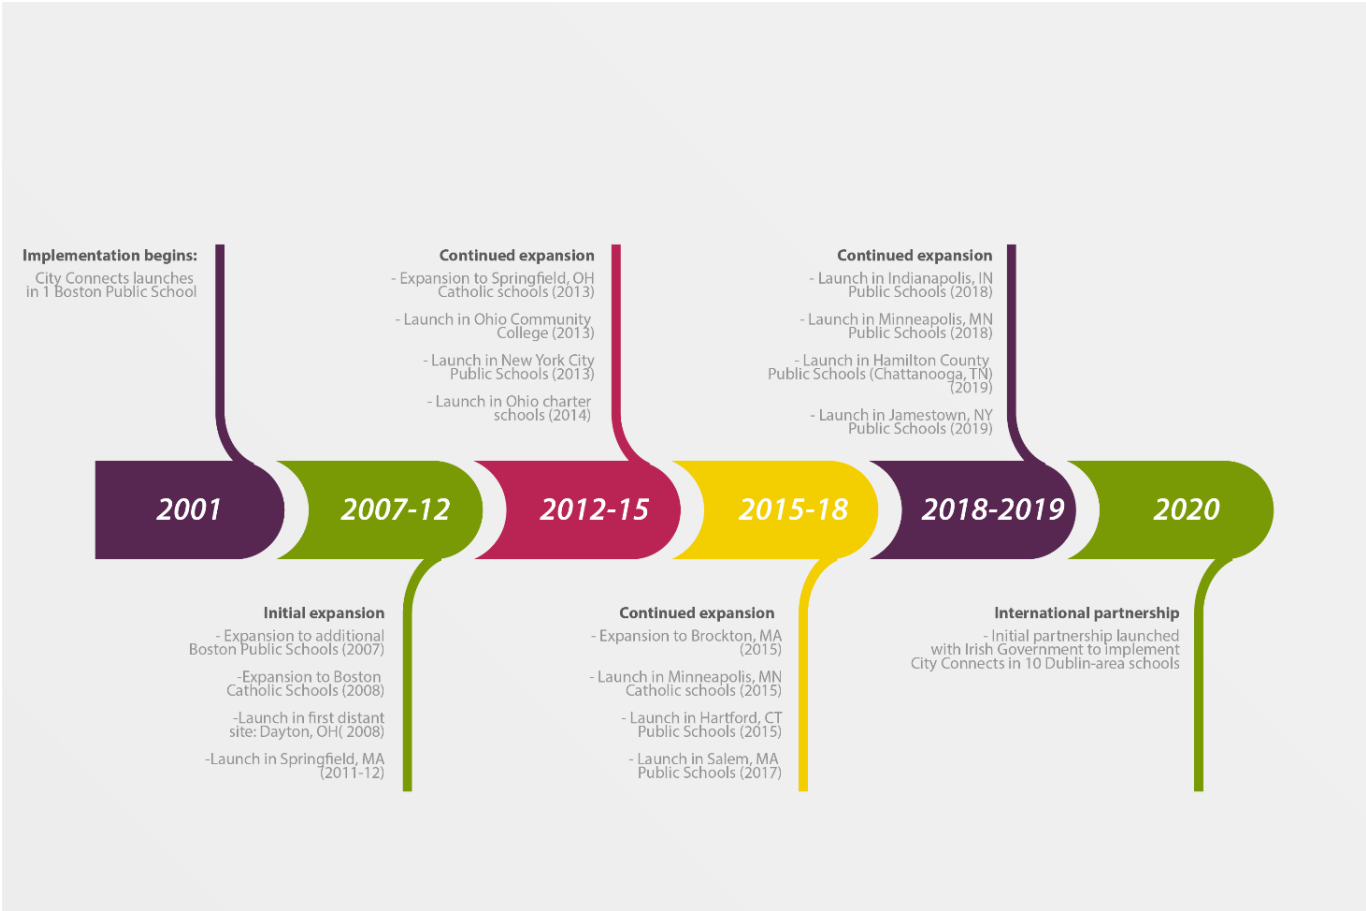 Implementation begins:
City Connects launches
in 1 Boston Public School
Continued expansion
- Expansion to Springfield, OH
Catholic schools (2013)
- Launch in Ohio Community
College (2013)
- Launch in New York City
Public Schools (2013)
- Launch in Ohio charter
schools (2014)
Continued expansion
- Launch in Indianapolis, IN
Public Schools (2018)
- Launch in Minneapolis, MN
Public Schools (2018)
- Launch in Hamilton County
Public Schools (Chattanooga, TN)
(2019)
- Launch in Jamestown, NY
Public Schools (2019)
2001
2007-12
2012-15
2015-18
2018-2019
2020
Initial expansion
- Expansion to additional
Boston Public Schools (2007)
-Expansion to Boston
Catholic Schools (2008)
-Launch in first distant
site: Dayton, OH( 2008)
-Launch in Springfield, MA
(2011-12)
Continued expansion
- Expansion to Brockton, MA
(2015)
- Launch in Minneapolis, MN
Catholic schools (2015)
- Launch in Hartford, CT
Public Schools (2015)
- Launch in Salem, MA
Public Schools (2017)
International partnership
- Initial partnership launched
with Irish Government to implement
City Connects in 10 Dublin-area schools